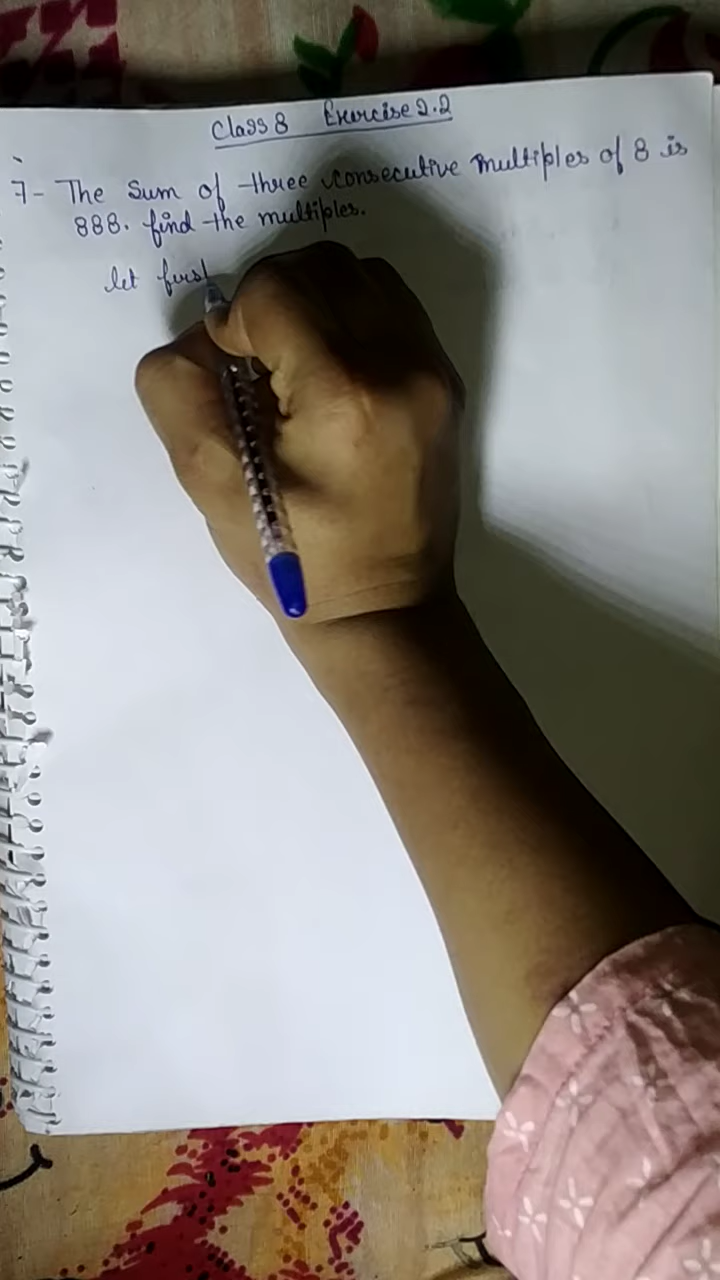 Class 8 Exercise 2.2
7- The Sum of three consecutive multiples of 8 is
888. find the multiples.
let first